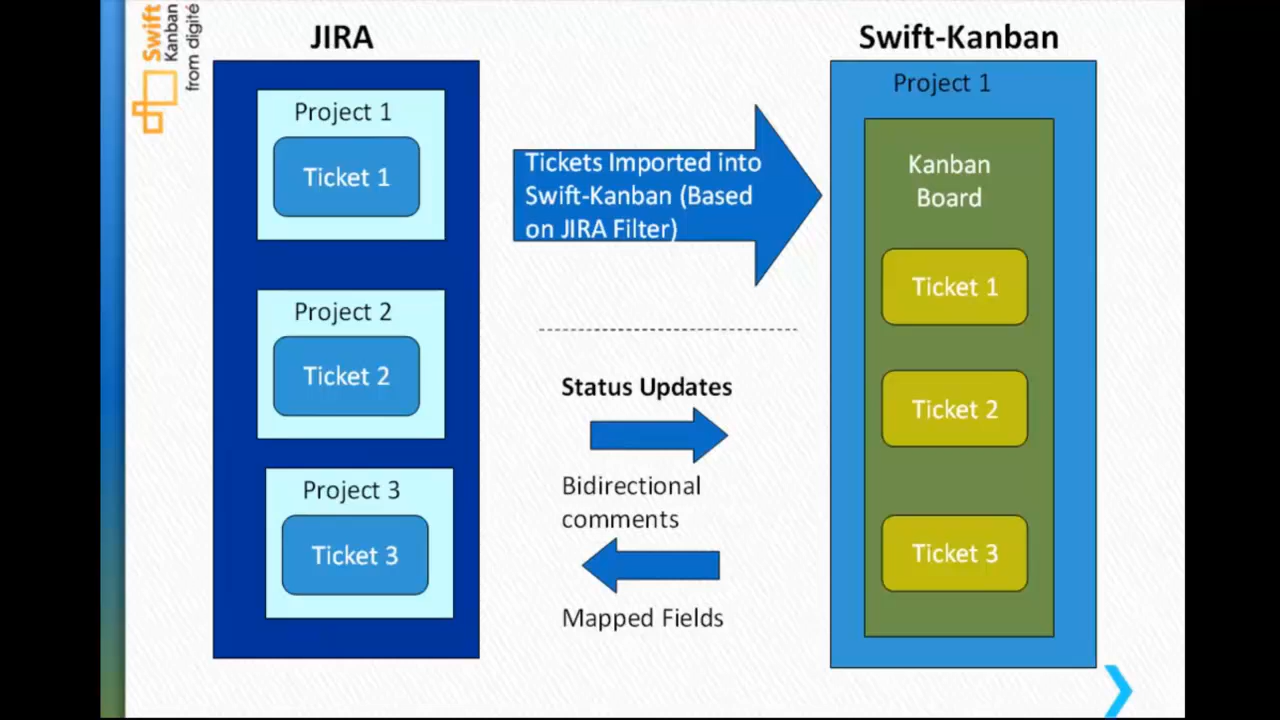 Swift
Kanban
from digité
JIRA
Project 1
Ticket 1
Project 2
Ticket 2
Project 3
Ticket 3
Tickets Imported into
Swift-Kanban (Based
on JIRA Filter)
Status Updates
Bidirectional
comments
Mapped Fields
Swift-Kanban
Project 1
Kanban
Board
Ticket 1
Ticket 2
Ticket 3